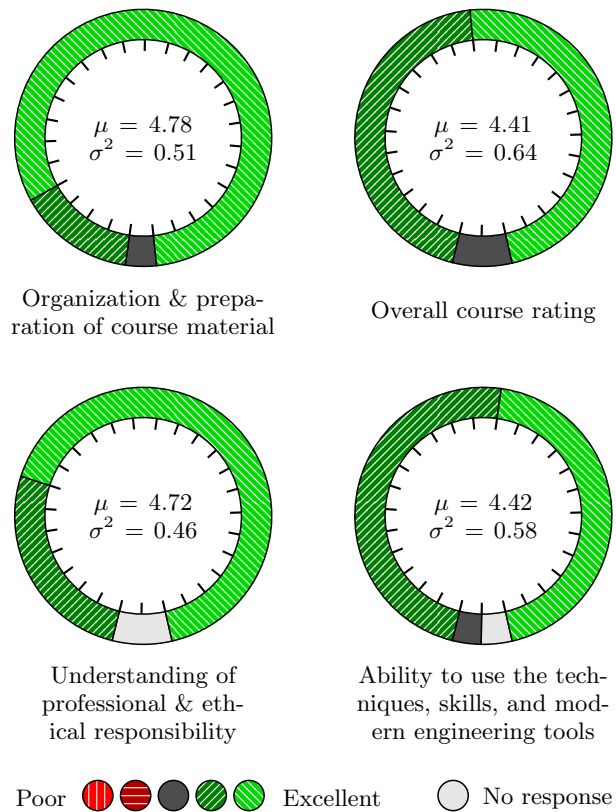 μ = 4.78
σ² = 0.51
μ = 4.41
σ² = 0.64
Organization & prepa-
ration of course material
Overall course rating
μ = 4.72
σ² = 0.46
μ = 4.42
σ² = 0.58
Understanding of
professional & eth-
ical responsibility
Ability to use the tech-
niques, skills, and mod-
ern engineering tools
Poor Excellent No response